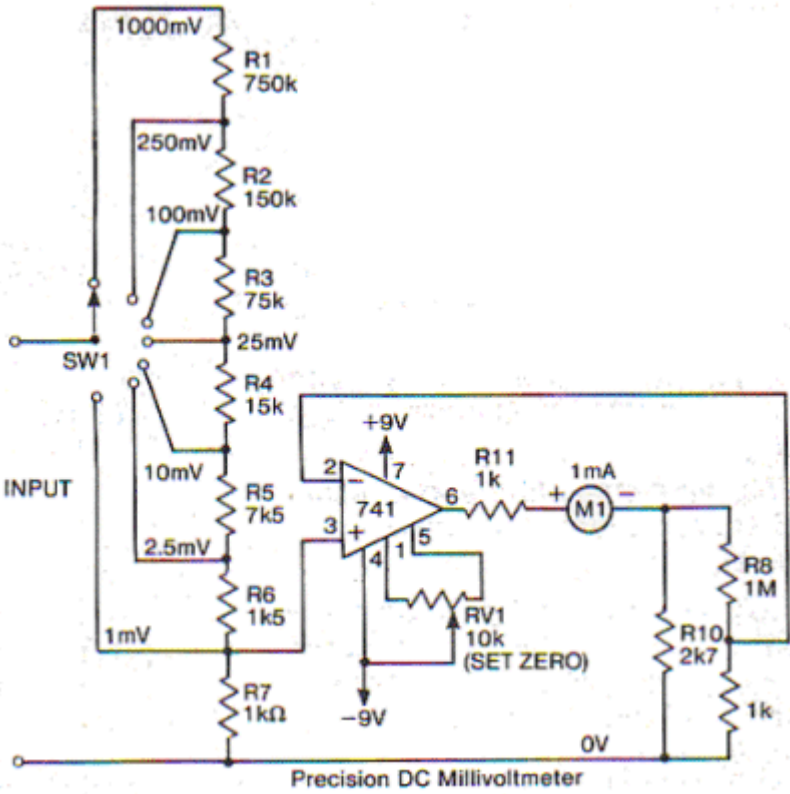 1000mV
R1
750k
250mV
R2
150k
100mV
R3
75k
SW1
25mV
R4
15k
10mV
INPUT
R5
7k5
2.5mV
R6
1k5
1mV
R7
1kΩ
+9V
2
7
−
741
6
3
+
4
1
5
R11
1k
1mA
+
M1
−
RV1
10k
(SET ZERO)
−9V
R8
1M
R10
2k7
1k
0V
Precision DC Millivoltmeter